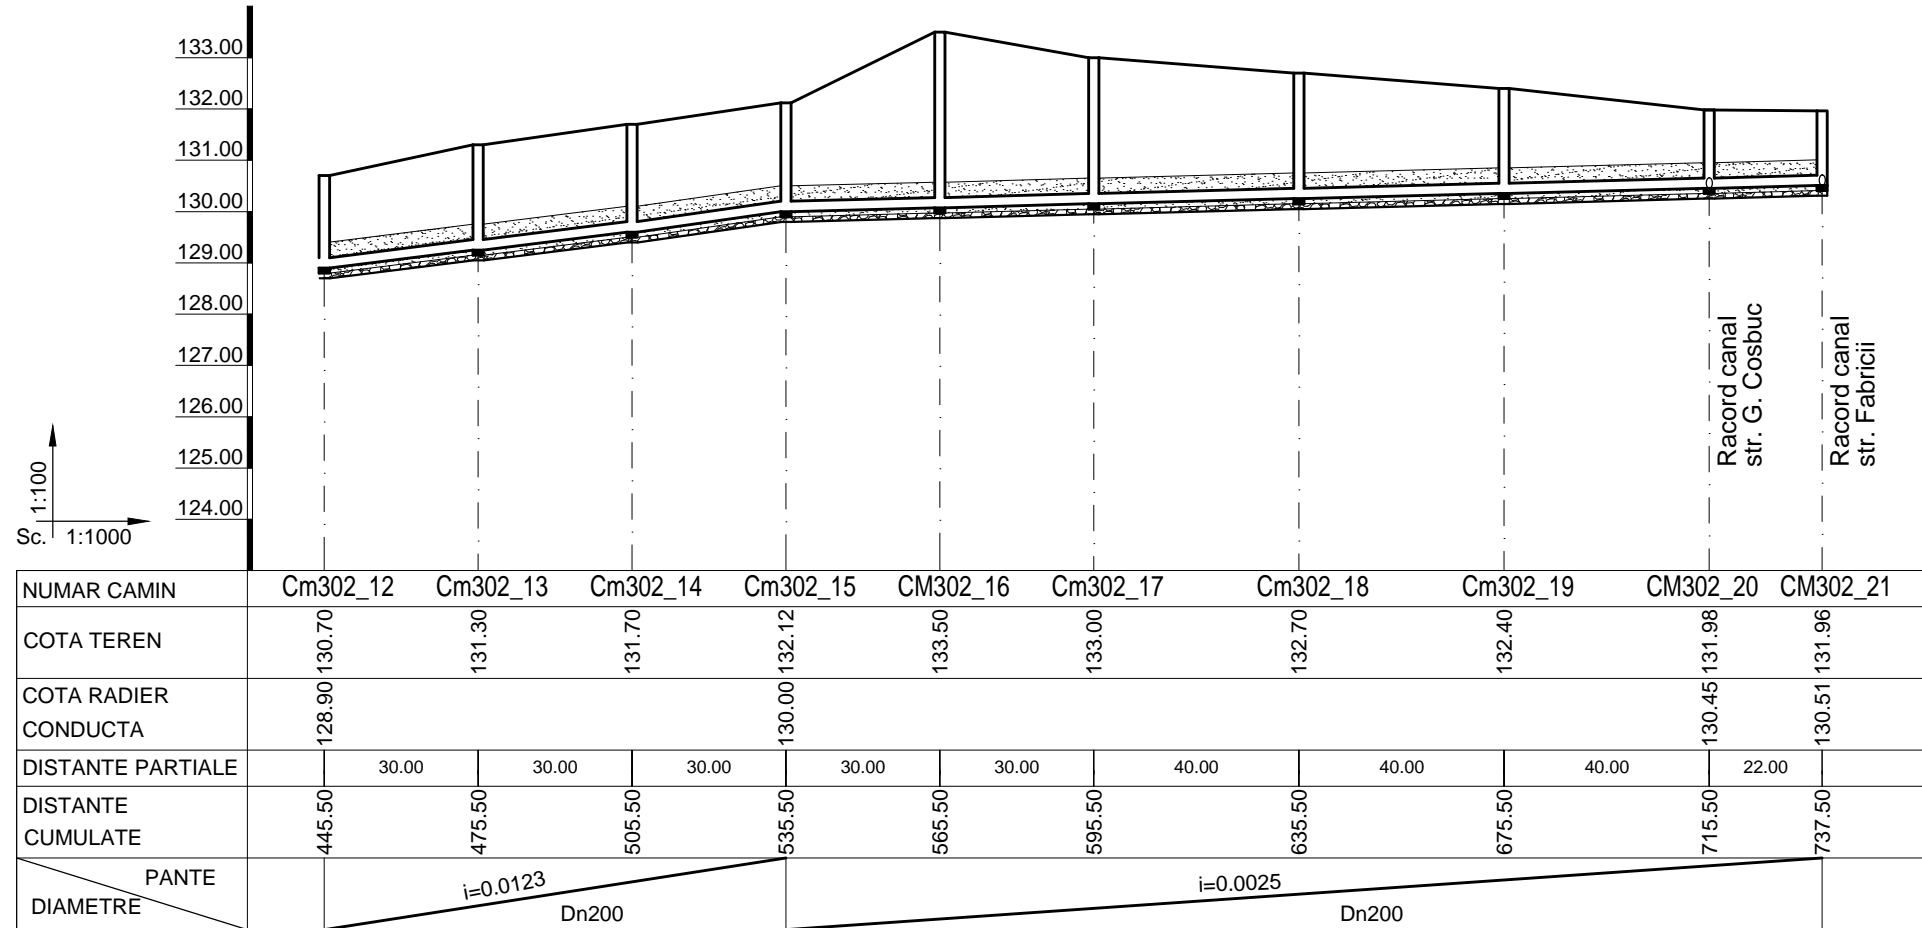 133.00
132.00
131.00
130.00
129.00
128.00
127.00
126.00
125.00
124.00
1:100
Sc. 1:1000
Racord canal
str. G. Cosbuc
Racord canal
str. Fabricii
NUMAR CAMIN Cm302_12 Cm302_13 Cm302_14 Cm302_15 CM302_16 Cm302_17 Cm302_18 Cm302_19 CM302_20 CM302_21
COTA TEREN 130.70 131.30 131.70 132.12 133.50 133.00 132.70 132.40 131.98 131.96
COTA RADIER
CONDUCTA 128.90 130.00 130.45 130.51
DISTANTE PARTIALE 30.00 30.00 30.00 30.00 30.00 40.00 40.00 40.00 22.00
DISTANTE
CUMULATE 445.50 475.50 505.50 535.50 565.50 595.50 635.50 675.50 715.50 737.50
PANTE i=0.0123 i=0.0025
DIAMETRE Dn200 Dn200